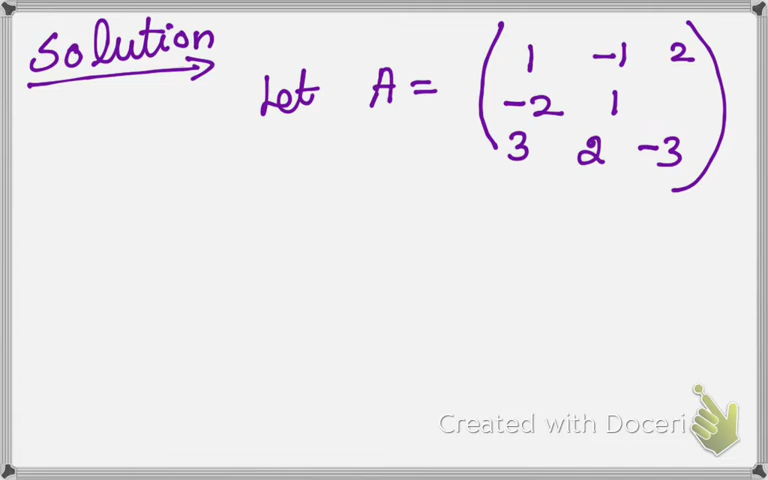 Solution
Let A = ( 1 -1 2
-2 1
3 2 -3 )
Created with Doceri